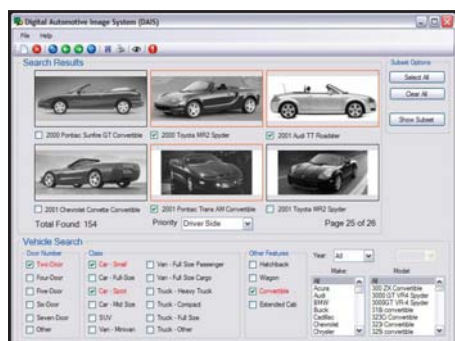 Digital Automotive Image System (DAIS)
File Help
Search Results
Subset Options
Select All
Clear All
Show Subset
2000 Pontiac Sunfire GT Convertible
2000 Toyota MR2 Spyder
2001 Audi TT Roadster
2001 Chevrolet Corvette Convertible
2001 Pontiac Trans AM Convertible
2001 Toyota MR2 Spyder
Total Found: 154 Priority Driver Side Page 25 of 26
Vehicle Search
Door Number Class Other Features Year: All
Two-Door Car - Small Van - Full Size Passenger Hatchback
Four-Door Car - Full-Size Van - Full Size Cargo Wagon
Make: Model:
Five-Door Car - Sport Truck - Heavy Truck Convertible
Six-Door Car - Mid Size Truck - Compact Extended Cab
Seven-Door SUV Truck - Full Size
Other Van - Minivan Truck - Other
All All
Acura 300 ZX Convertible
Audi 3000 GT VR4 Spyder
BMW 3000GT VR-4 Spyder
Buick 318i convertible
Cadillac 323Ci Convertible
Chevrolet 323i Convertible
Chrysler convertible